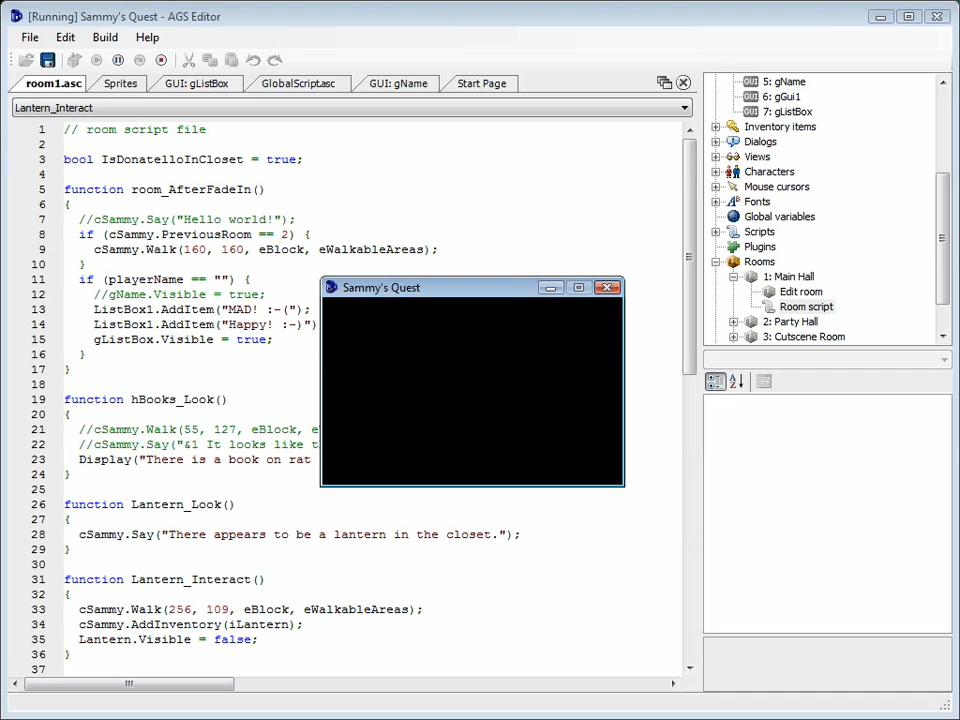 [Running] Sammy's Quest - AGS Editor
File Edit Build Help
room1.asc Sprites GUI: gListBox GlobalScript.asc GUI: gName Start Page
Lantern_Interact
1 // room script file
2
3 bool IsDonatelloInCloset = true;
4
5 function room_AfterFadeIn()
6 {
7 //cSammy.Say("Hello world!");
8 if (cSammy.PreviousRoom == 2) {
9 cSammy.Walk(160, 160, eBlock, eWalkableAreas);
10 }
11 if (playerName == "") {
12 //gName.Visible = true;
13 ListBox1.AddItem("MAD! :-(");
14 ListBox1.AddItem("Happy! :-)")
15 gListBox.Visible = true;
16 }
17 }
18
19 function hBooks_Look()
20 {
21 //cSammy.Walk(55, 127, eBlock, e
22 //cSammy.Say("&1 It looks like t
23 Display("There is a book on rat
24 }
25
26 function Lantern_Look()
27 {
28 cSammy.Say("There appears to be a lantern in the closet.");
29 }
30
31 function Lantern_Interact()
32 {
33 cSammy.Walk(256, 109, eBlock, eWalkableAreas);
34 cSammy.AddInventory(iLantern);
35 Lantern.Visible = false;
36 }
37
Sammy's Quest
GUI 5: gName
GUI 6: gGui1
GUI 7: gListBox
Inventory items
Dialogs
Views
Characters
Mouse cursors
Fonts
Global variables
Scripts
Plugins
Rooms
1: Main Hall
Edit room
Room script
2: Party Hall
3: Cutscene Room